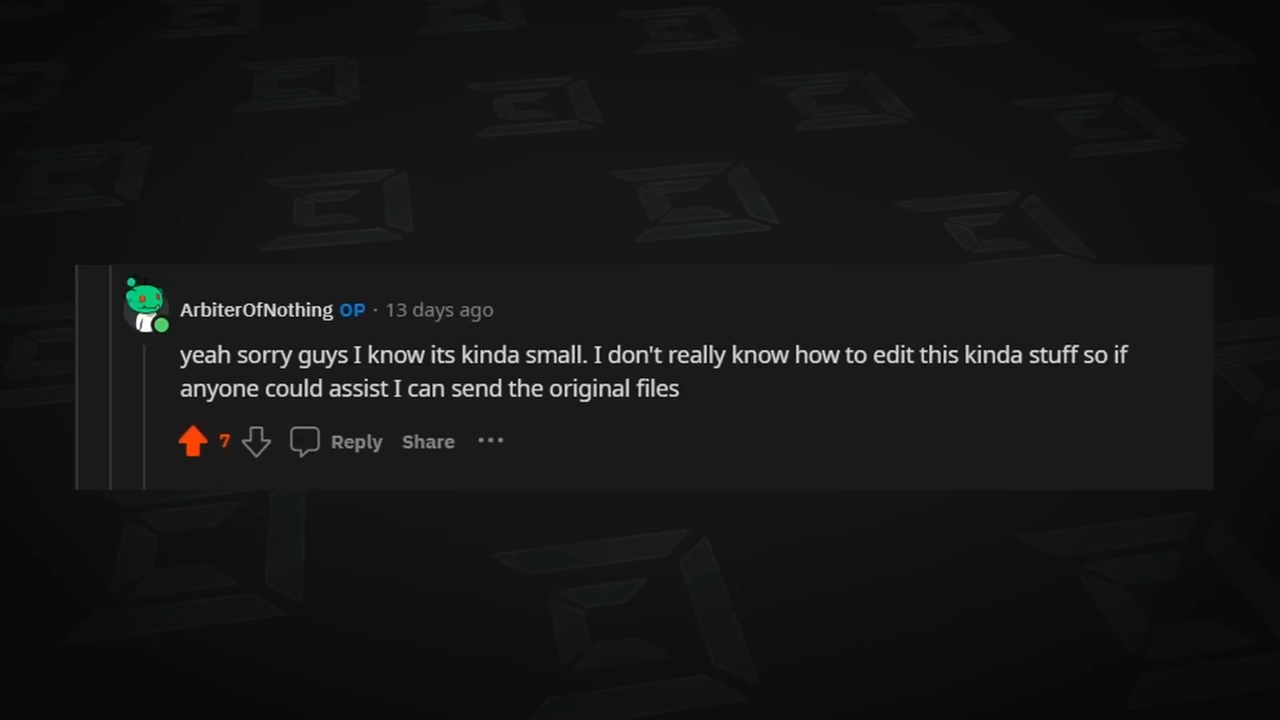 ArbiterOfNothing OP · 13 days ago
yeah sorry guys I know its kinda small. I don't really know how to edit this kinda stuff so if
anyone could assist I can send the original files
7 Reply Share ···